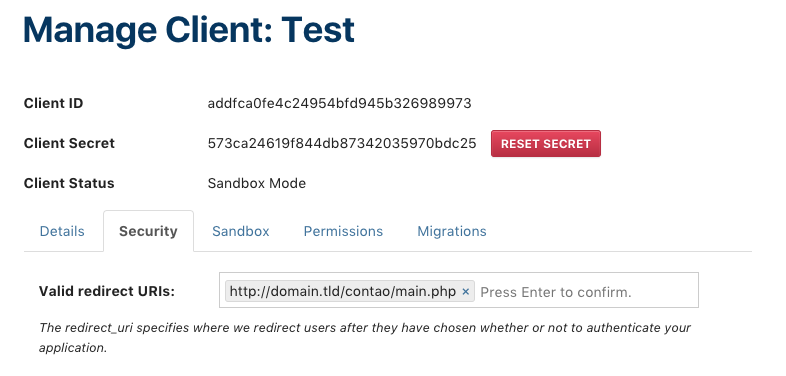 Manage Client: Test
Client ID addfca0fe4c24954bfd945b326989973
Client Secret 573ca24619f844db87342035970bdc25 RESET SECRET
Client Status Sandbox Mode
Details Security Sandbox Permissions Migrations
Valid redirect URIs: http://domain.tld/contao/main.php × Press Enter to confirm.
The redirect_uri specifies where we redirect users after they have chosen whether or not to authenticate your
application.